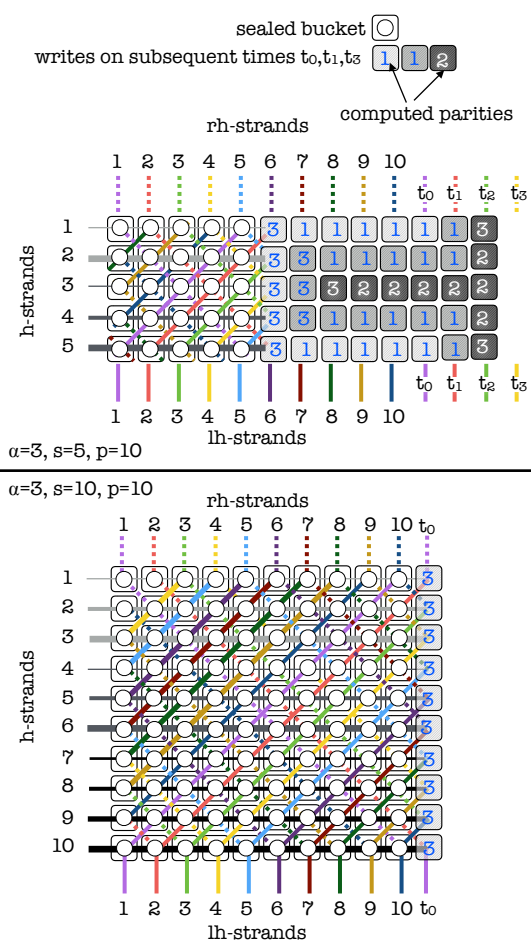 sealed bucket
writes on subsequent times t₀,t₁,t₃ 1 1 2
computed parities
rh-strands
1 2 3 4 5 6 7 8 9 10 t₀ t₁ t₂ t₃
h-strands
1 3 1 1 1 1 1 1 3
2 3 3 1 1 1 1 1 2
3 3 3 3 2 2 2 2 2
4 3 3 1 1 1 1 1 2
5 3 1 1 1 1 1 1 3
t₀ t₁ t₂ t₃
1 2 3 4 5 6 7 8 9 10
lh-strands
α=3, s=5, p=10
α=3, s=10, p=10
rh-strands
1 2 3 4 5 6 7 8 9 10 t₀
h-strands
1 3
2 3
3 3
4 3
5 3
6 3
7 3
8 3
9 3
10 3
1 2 3 4 5 6 7 8 9 10 t₀
lh-strands